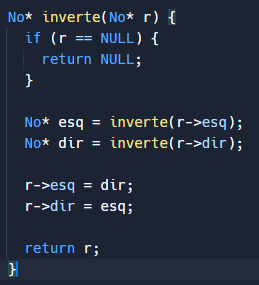 No* inverte(No* r) {
  if (r == NULL) {
    return NULL;
  }

  No* esq = inverte(r->esq);
  No* dir = inverte(r->dir);

  r->esq = dir;
  r->dir = esq;

  return r;
}